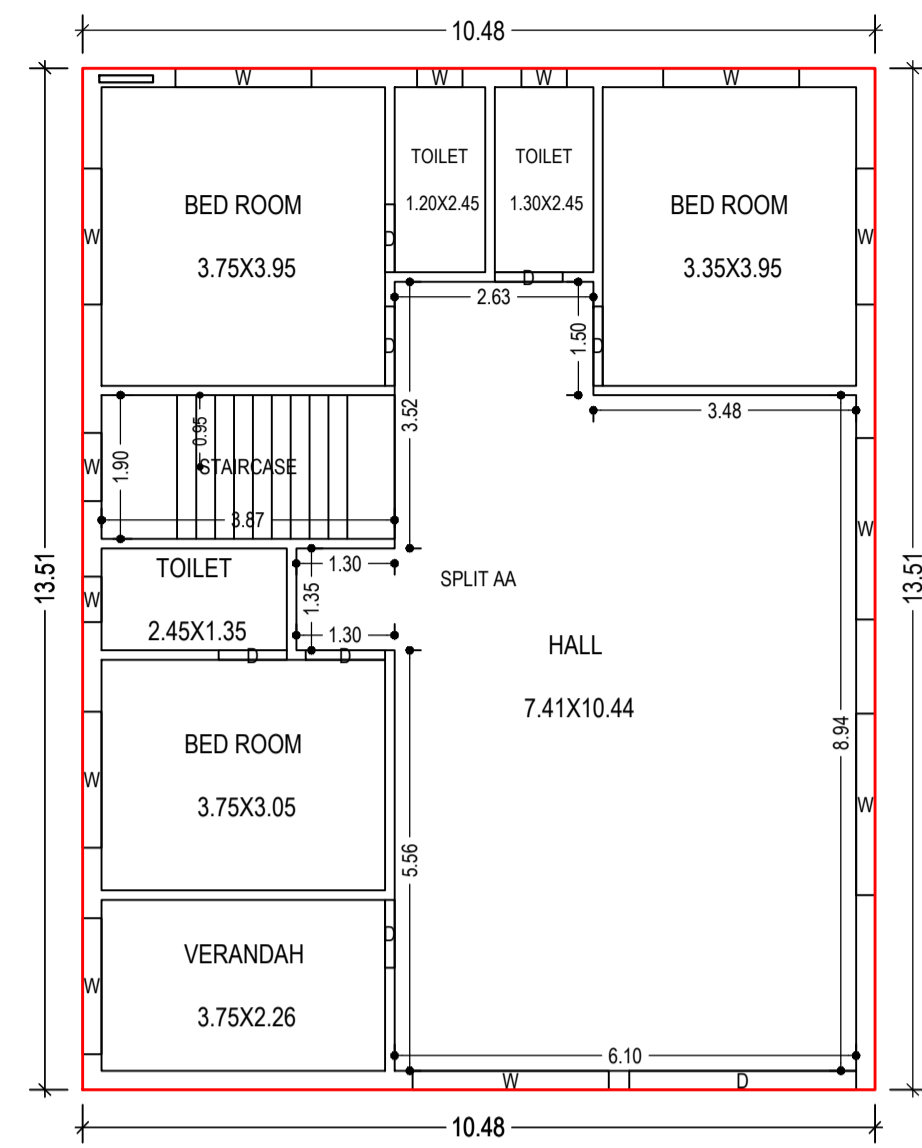 10.48
W
W
W
W
13.51
13.51
TOILET
TOILET
BED ROOM
1.20X2.45
1.30X2.45
BED ROOM
W
D
W
3.75X3.95
3.35X3.95
D
2.63
D
1.50
D
3.52
3.48
0.95
1.90
W
STAIRCASE
3.87
W
TOILET
1.30
SPLIT AA
W
1.35
2.45X1.35
1.30
D
D
HALL
7.41X10.44
BED ROOM
8.94
W
3.75X3.05
W
5.56
D
VERANDAH
W
3.75X2.26
6.10
W
D
10.48